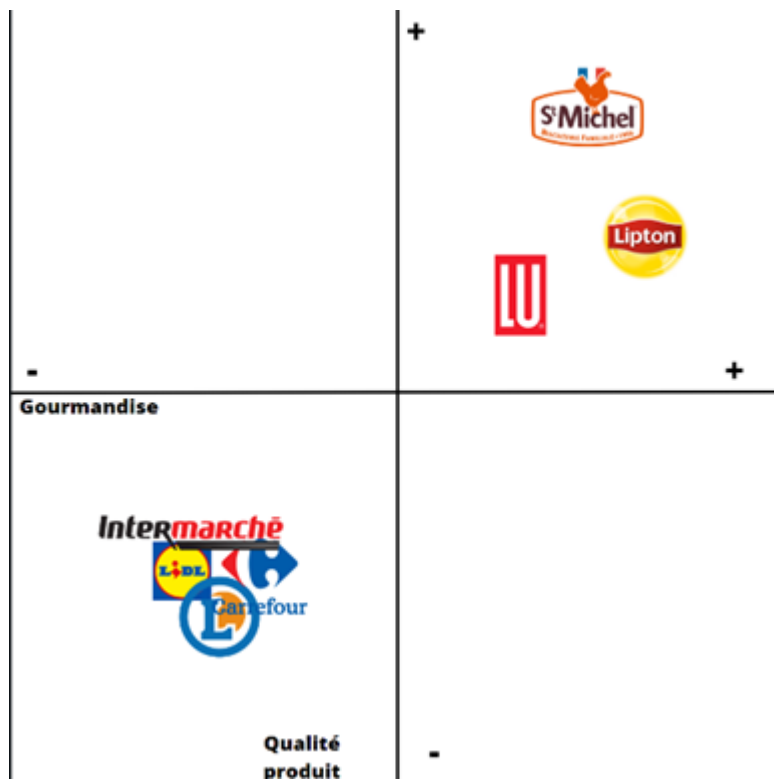 +
St Michel
Lipton
LU
-
+
Gourmandise
Intermarché
LiDL
Carrefour
L
Qualité
produit
-